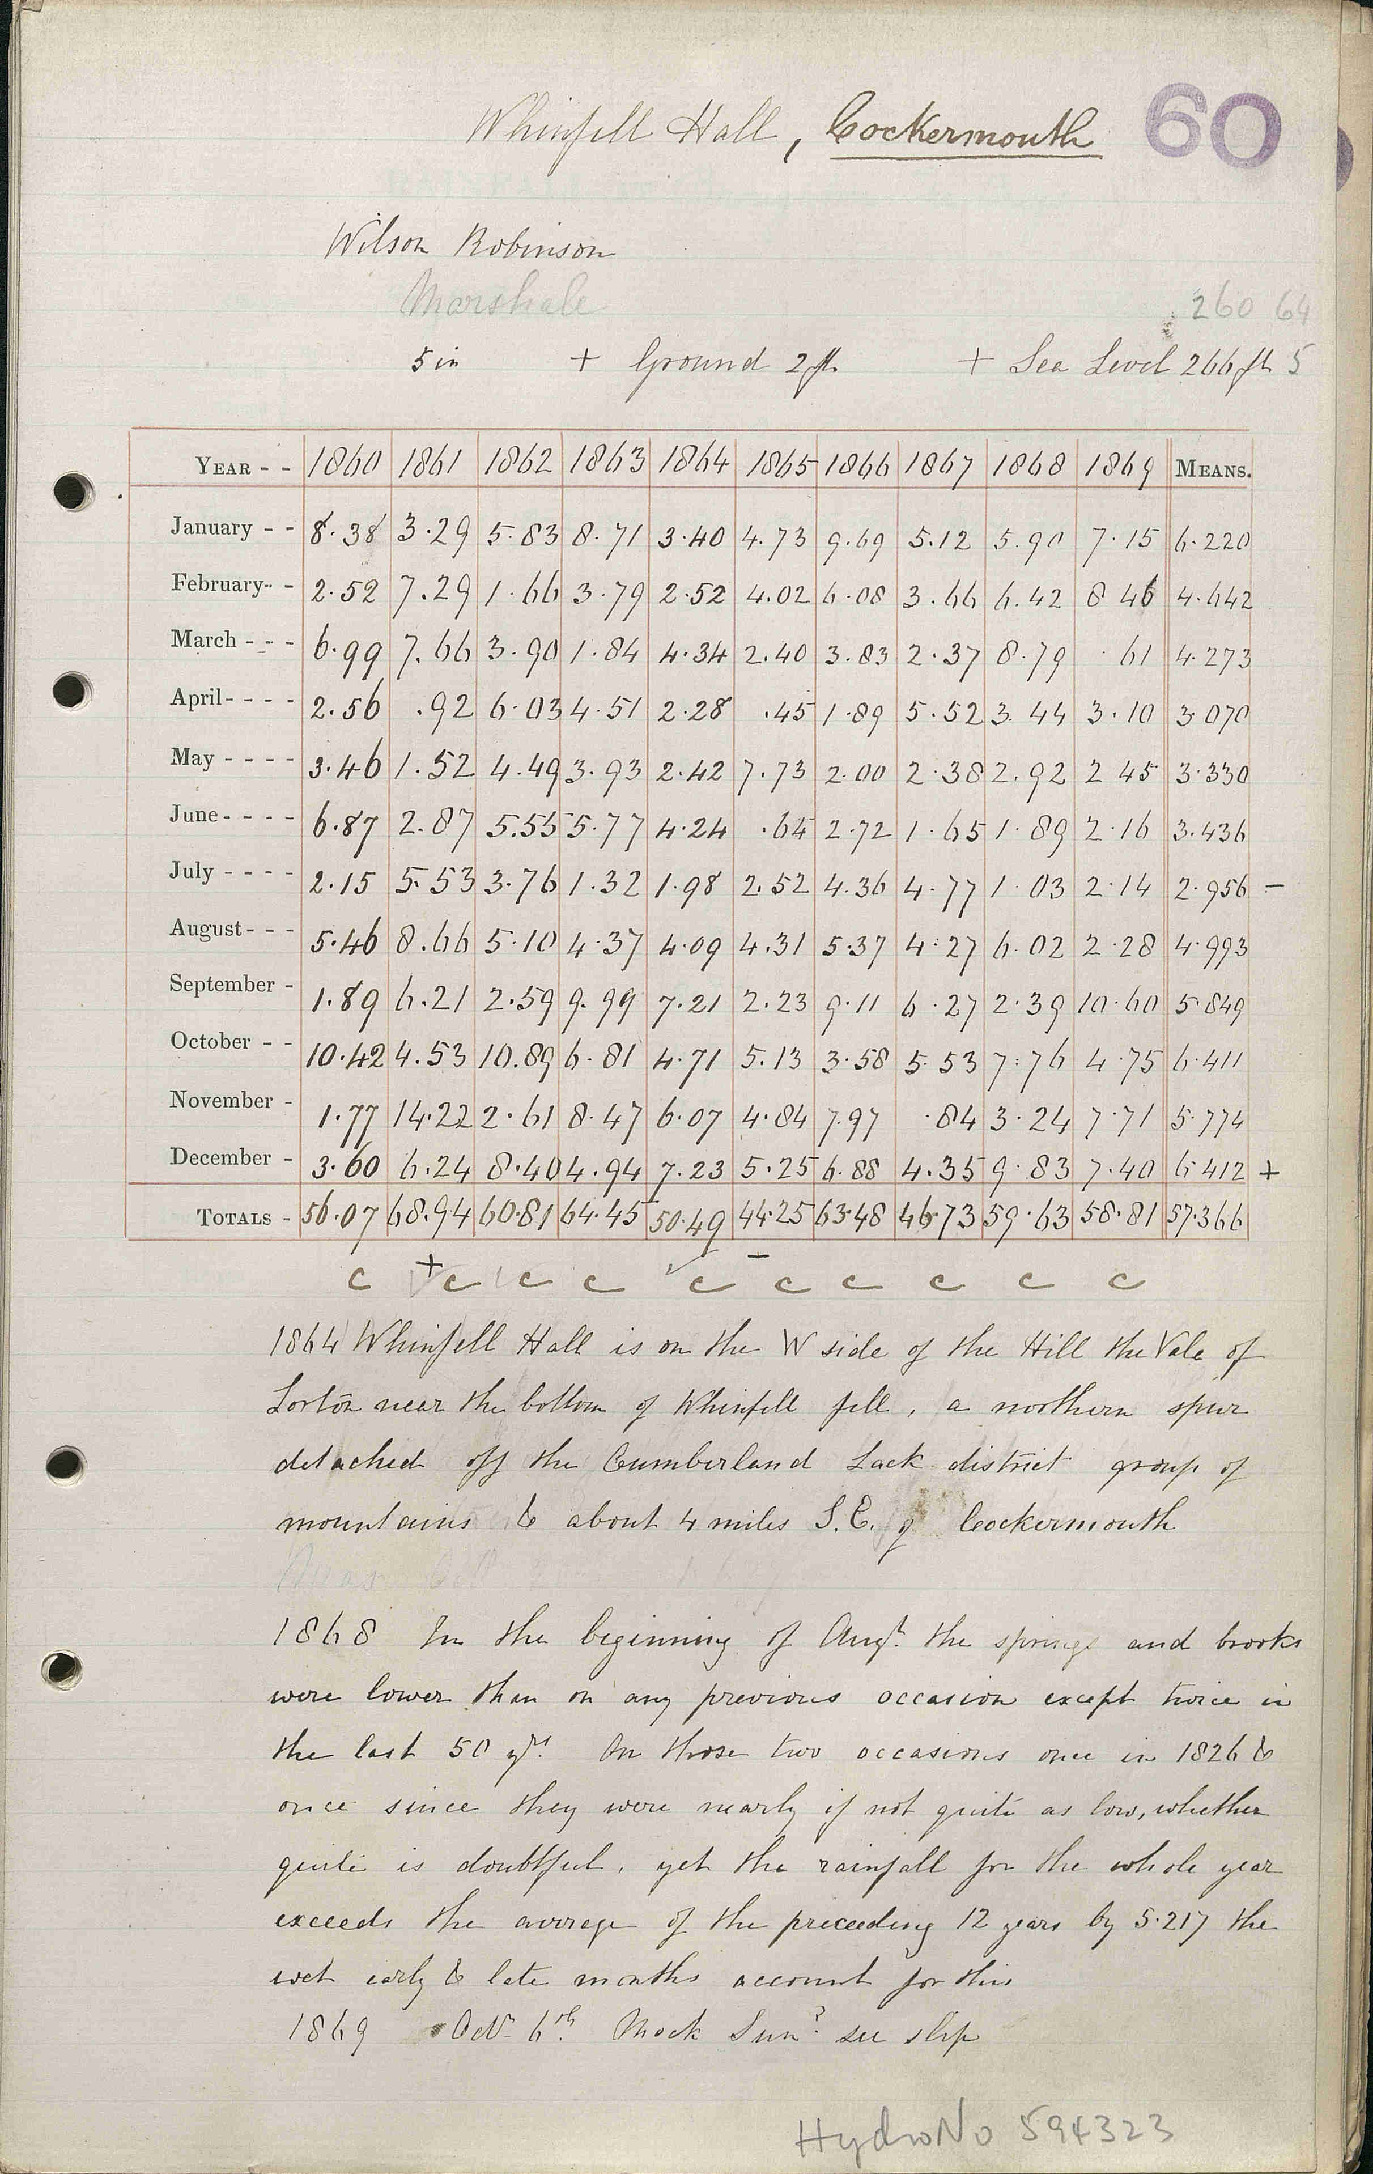 60
Whinfell Hall, Cockermouth
Wilson Robinson
Marshall
260 64
5 in + Ground 2 ft + Sea Level 266 ft 5
YEAR - - 1860 1861 1862 1863 1864 1865 1866 1867 1868 1869 MEANS.
January - - 8.38 3.29 5.83 8.71 3.40 4.73 9.69 5.12 5.90 7.15 6.220
February- - 2.52 7.29 1.66 3.79 2.52 4.02 6.08 3.66 6.42 8 46 4.642
March - - - 6.99 7.66 3.90 1.84 4.34 2.40 3.83 2.37 8.79 .61 4.273
April- - - - 2.56 .92 6.03 4.51 2.28 .45 1.89 5.52 3.44 3.10 3.070
May - - - - 3.46 1.52 4.49 3.93 2.42 7.73 2.00 2.38 2.92 2 45 3.330
June- - - - 6.87 2.87 5.55 5.77 4.24 .64 2.72 1.65 1.89 2.16 3.436
July - - - - 2.15 5.53 3.76 1.32 1.98 2.52 4.36 4.77 1.03 2.14 2.956 -
August- - - 5.46 8.66 5.10 4.37 4.09 4.31 5.37 4.27 6.02 2.28 4.993
September - 1.89 6.21 2.59 9.99 7.21 2.23 9.11 6.27 2.39 10.60 5.849
October - - 10.42 4.53 10.89 6.81 4.71 5.13 3.58 5.53 7.76 4.75 6.411
November - 1.77 14.22 2.61 8.47 6.07 4.84 7.97 .84 3.24 7.71 5.774
December - 3.60 6.24 8.40 4.94 7.23 5.25 6.88 4.35 9.83 7.40 6.412 +
TOTALS - 56.07 68.94 60.81 64.45 50.49 44.25 63.48 46.73 59.63 58.81 57.366
c + c c c c - c c c c c
1864 Whinfell Hall is on the W side of the Hill the Vale of
Lorton near the bottom of Whinfell fell, a northern spur
detached off the Cumberland Lack district group of
mountains & about 4 miles S.E. of Cockermouth
1868 In the beginning of Augt. the springs and brooks
were lower than on any previous occasion except twice in
the last 50 yrs. On those two occasions once in 1826 &
once since they were nearly if not quite as low, whether
quite is doubtful, yet the rainfall for the whole year
exceeds the average of the preceeding 12 years by 5.217 the
wet early & late months account for this
1869 Oct 6th. Mock Sun? see slip
Hydro No 594323